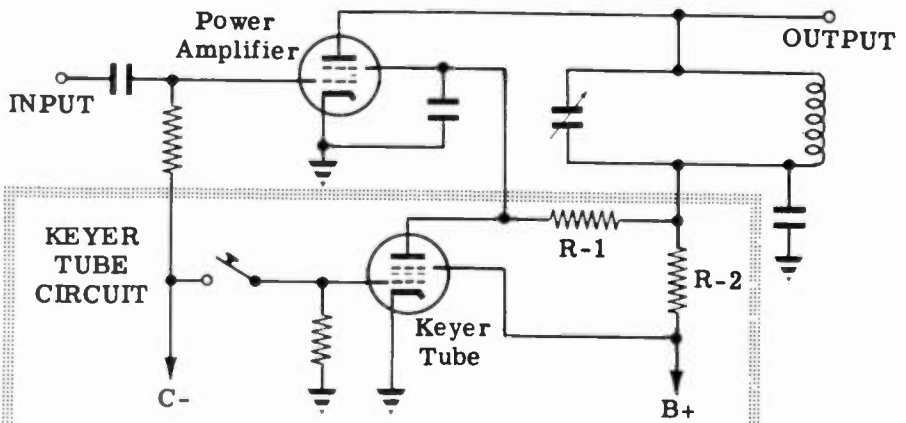 Power
Amplifier
OUTPUT
INPUT
KEYER
TUBE
CIRCUIT
R-1
R-2
Keyer
Tube
C-
B+